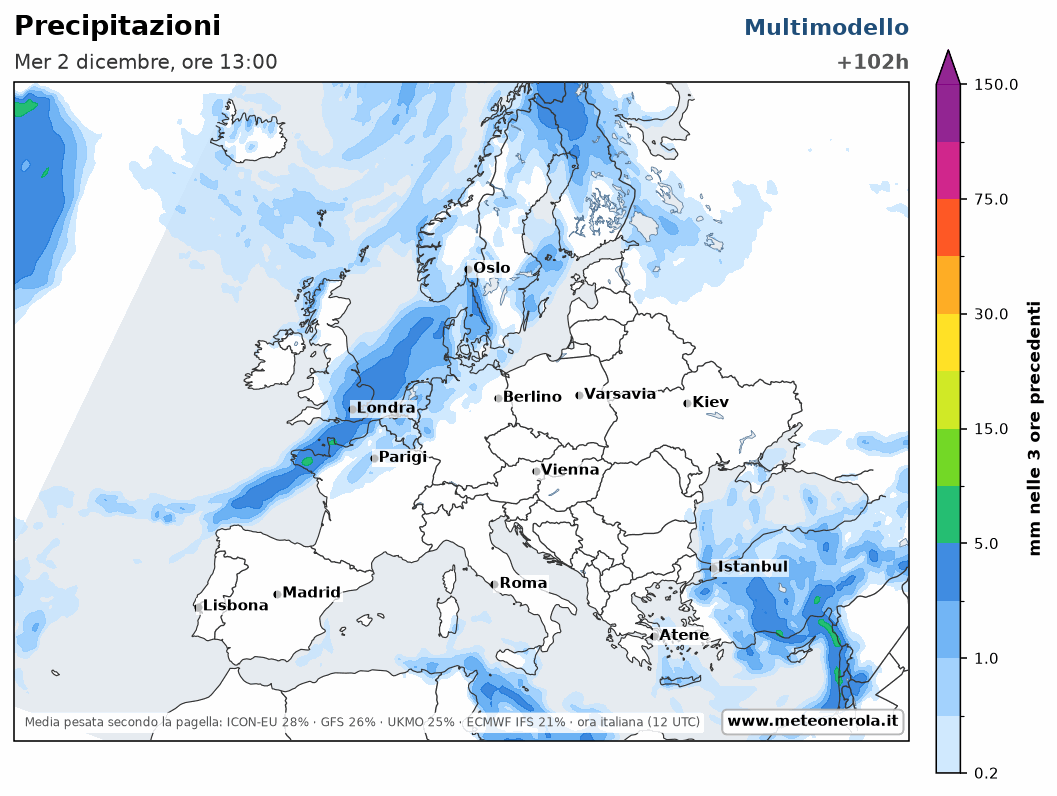 Precipitazioni
Multimodello
Mer 2 dicembre, ore 13:00
+102h
150.0
75.0
30.0
15.0
5.0
1.0
0.2
mm nelle 3 ore precedenti
Oslo
Berlino
Varsavia
Kiev
Londra
Parigi
Vienna
Istanbul
Roma
Madrid
Lisbona
Atene
Media pesata secondo la pagella: ICON-EU 28% · GFS 26% · UKMO 25% · ECMWF IFS 21% · ora italiana (12 UTC)
www.meteonerola.it